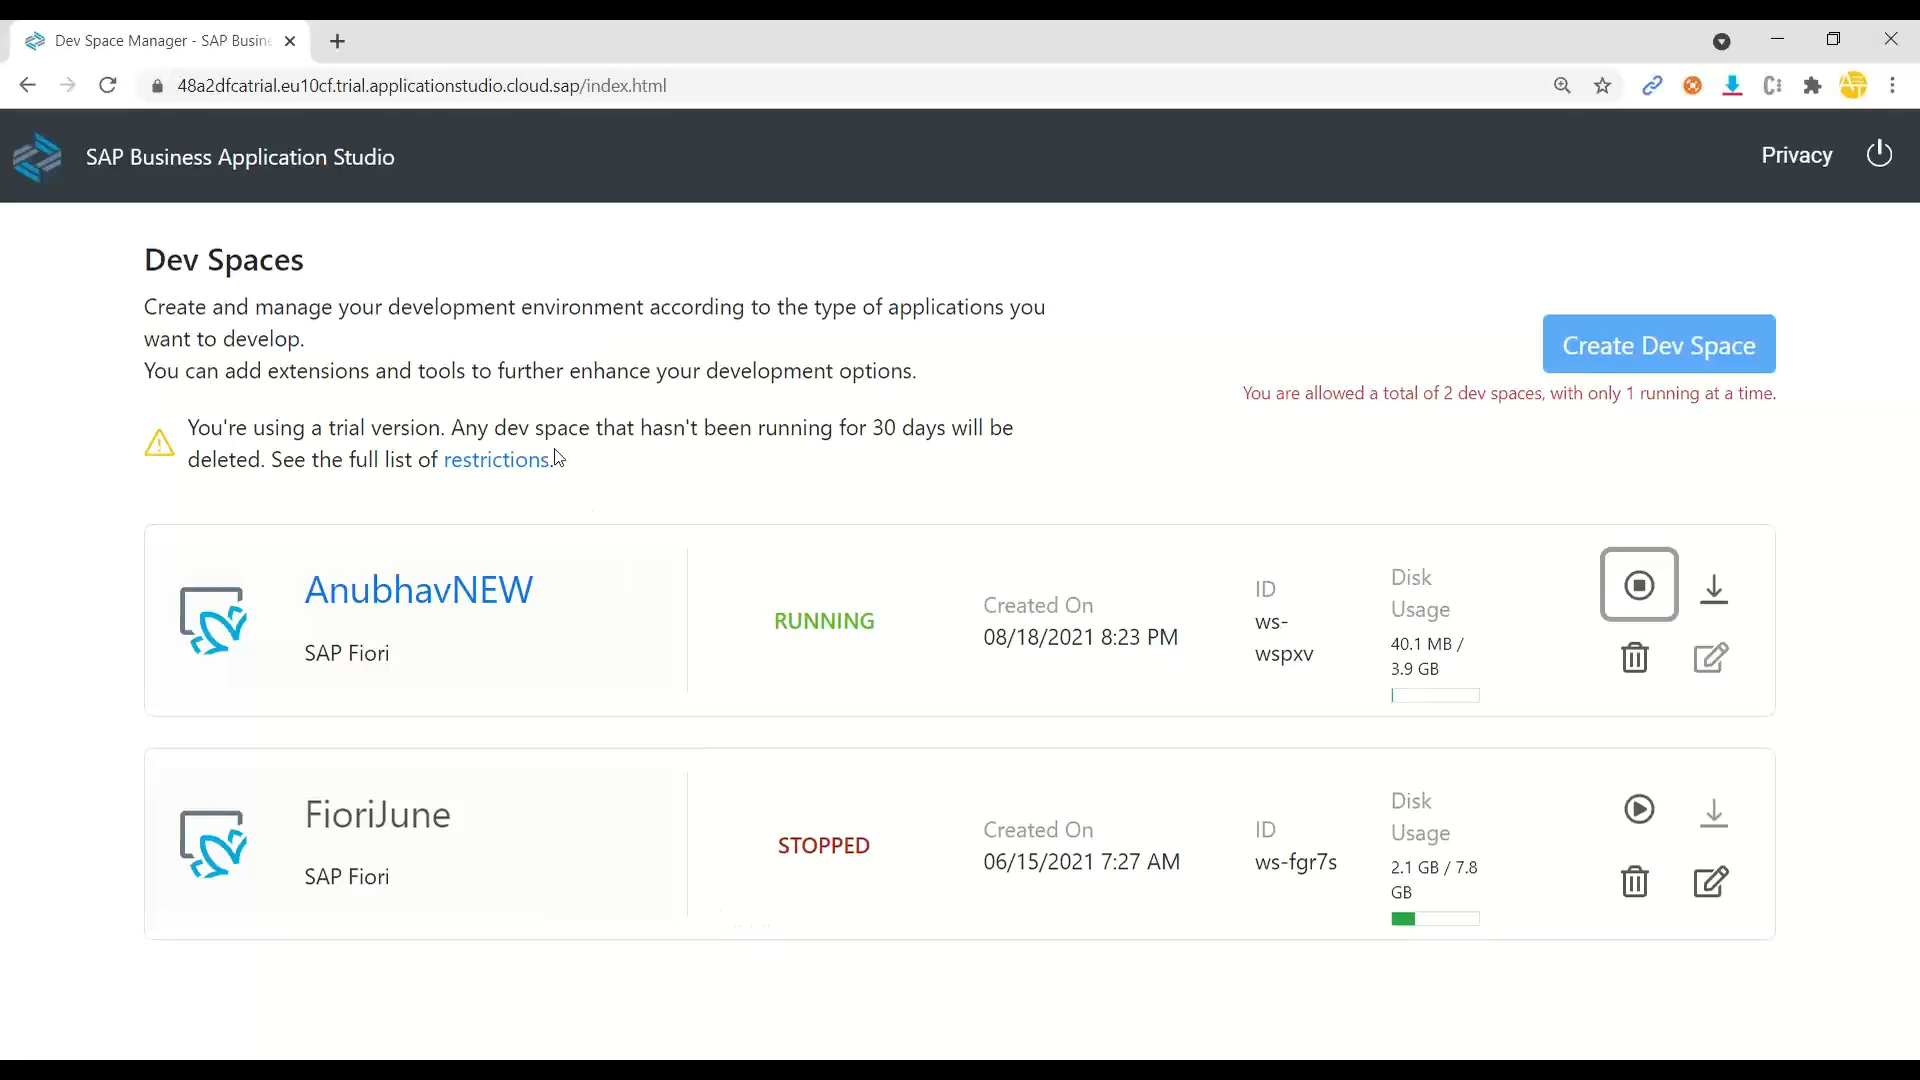 Dev Space Manager - SAP Busine
48a2dfcatrial.eu10cf.trial.applicationstudio.cloud.sap/index.html
SAP Business Application Studio
Privacy
Dev Spaces
Create and manage your development environment according to the type of applications you
want to develop.
You can add extensions and tools to further enhance your development options.
Create Dev Space
You are allowed a total of 2 dev spaces, with only 1 running at a time.
You're using a trial version. Any dev space that hasn't been running for 30 days will be
deleted. See the full list of restrictions.
AnubhavNEW
SAP Fiori
RUNNING
Created On
08/18/2021 8:23 PM
ID
ws-
wspxv
Disk
Usage
40.1 MB /
3.9 GB
FioriJune
SAP Fiori
STOPPED
Created On
06/15/2021 7:27 AM
ID
ws-fgr7s
Disk
Usage
2.1 GB / 7.8
GB